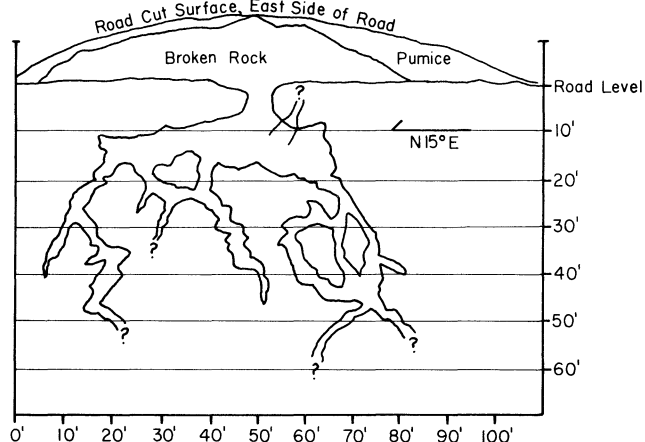 Road Cut Surface, East Side of Road
Broken Rock Pumice
Road Level
?
10'
N15°E
20'
30'
?
40'
50'
? ?
60'
?
0' 10' 20' 30' 40' 50' 60' 70' 80' 90' 100'